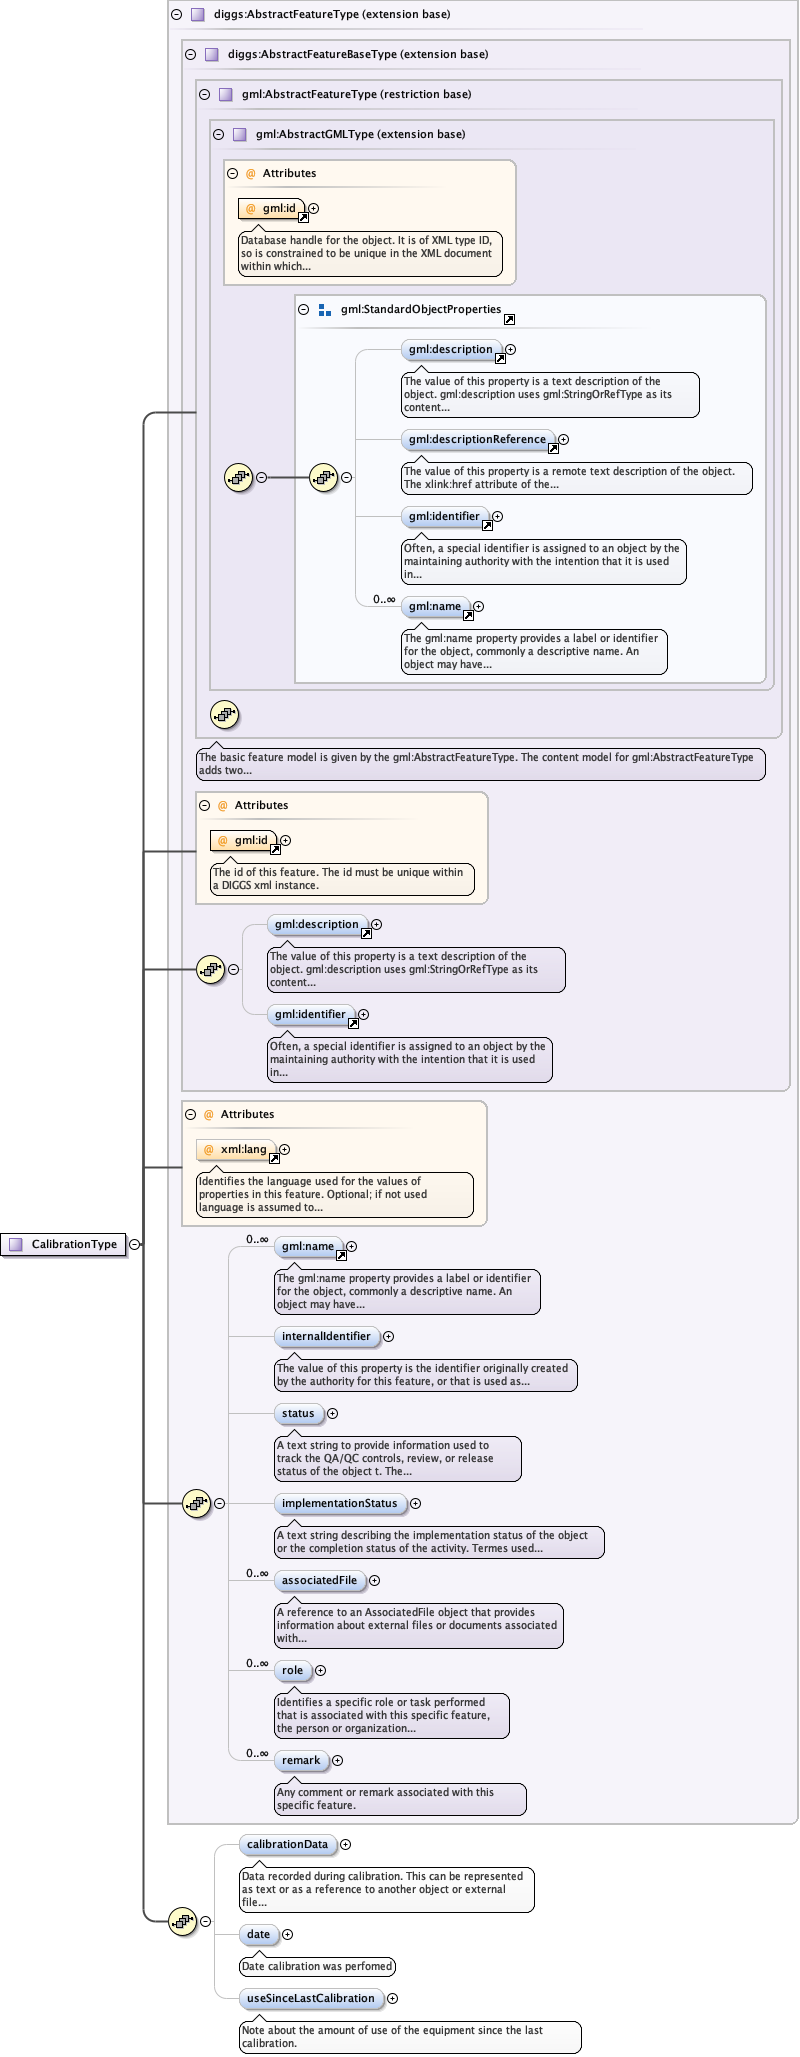 diggs:AbstractFeatureType (extension base)
diggs:AbstractFeatureBaseType (extension base)
gml:AbstractFeatureType (restriction base)
gml:AbstractGMLType (extension base)
@ Attributes
@ gml:id
Database handle for the object. It is of XML type ID,
so is constrained to be unique in the XML document
within which...
gml:StandardObjectProperties
gml:description
The value of this property is a text description of the
object. gml:description uses gml:StringOrRefType as its
content...
gml:descriptionReference
The value of this property is a remote text description of the object.
The xlink:href attribute of the...
gml:identifier
Often, a special identifier is assigned to an object by the
maintaining authority with the intention that it is used
in...
0..∞
gml:name
The gml:name property provides a label or identifier
for the object, commonly a descriptive name. An
object may have...
The basic feature model is given by the gml:AbstractFeatureType. The content model for gml:AbstractFeatureType
adds two...
@ Attributes
@ gml:id
The id of this feature. The id must be unique within
a DIGGS xml instance.
gml:description
The value of this property is a text description of the
object. gml:description uses gml:StringOrRefType as its
content...
gml:identifier
Often, a special identifier is assigned to an object by the
maintaining authority with the intention that it is used
in...
@ Attributes
@ xml:lang
Identifies the language used for the values of
properties in this feature. Optional; if not used
language is assumed to...
CalibrationType
0..∞
gml:name
The gml:name property provides a label or identifier
for the object, commonly a descriptive name. An
object may have...
internalIdentifier
The value of this property is the identifier originally created
by the authority for this feature, or that is used as...
status
A text string to provide information used to
track the QA/QC controls, review, or release
status of the object t. The...
implementationStatus
A text string describing the implementation status of the object
or the completion status of the activity. Termes used...
0..∞
associatedFile
A reference to an AssociatedFile object that provides
information about external files or documents associated
with...
0..∞
role
Identifies a specific role or task performed
that is associated with this specific feature,
the person or organization...
0..∞
remark
Any comment or remark associated with this
specific feature.
calibrationData
Data recorded during calibration. This can be represented
as text or as a reference to another object or external
file...
date
Date calibration was perfomed
useSinceLastCalibration
Note about the amount of use of the equipment since the last
calibration.